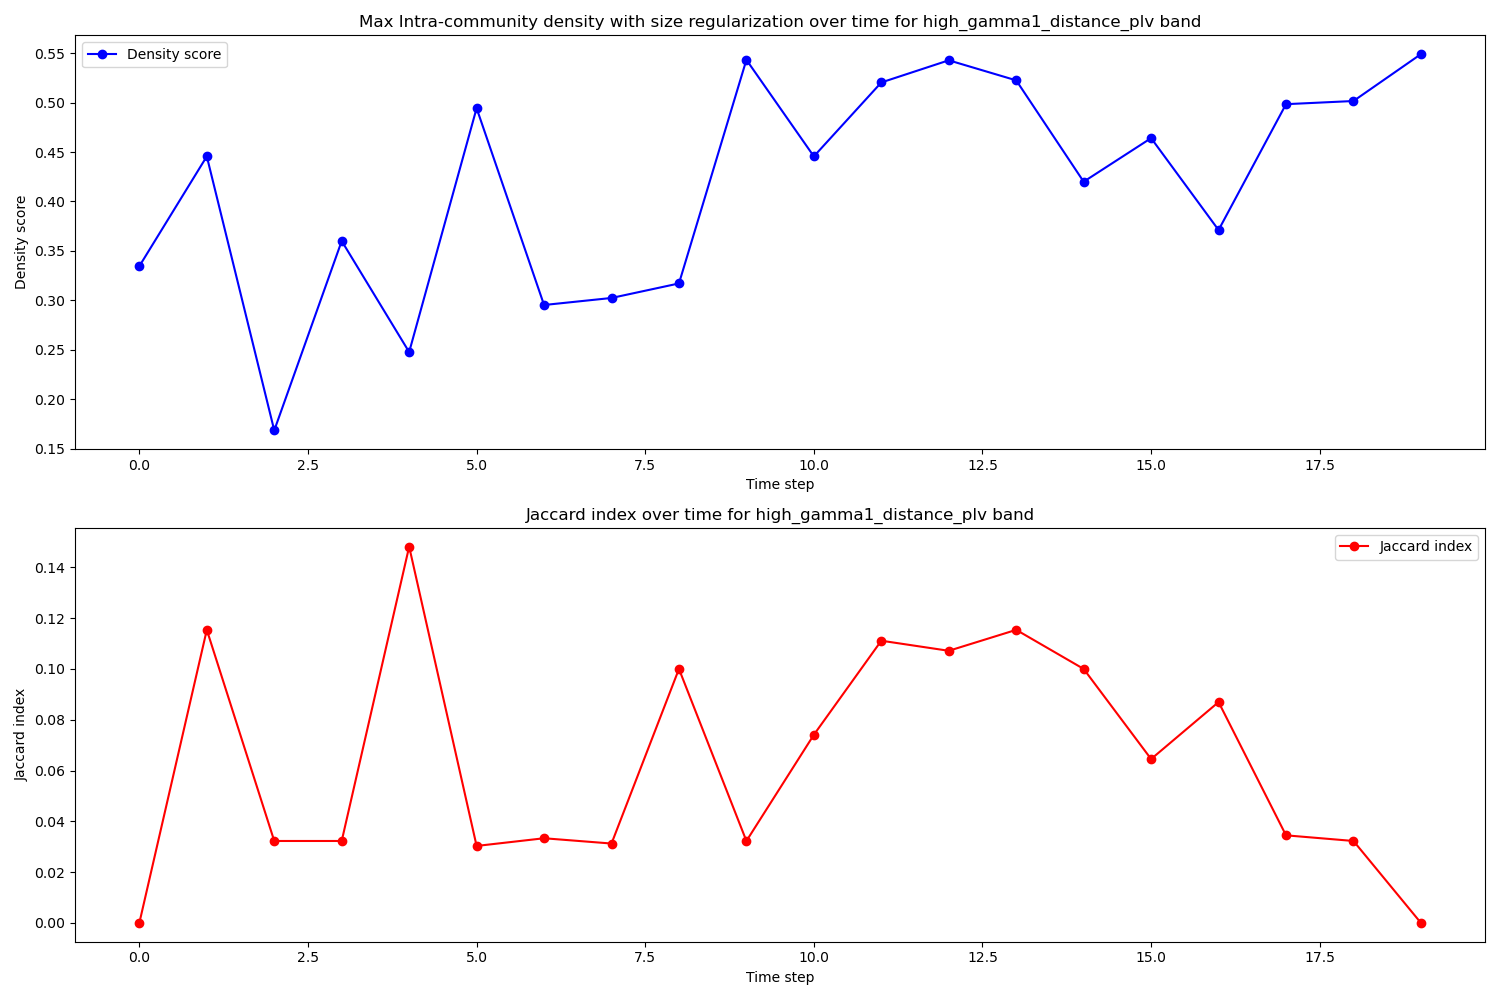 Max Intra-community density with size regularization over time for high_gamma1_distance_plv band
Density score
0.55
0.50
0.45
0.40
0.35
0.30
0.25
0.20
0.15
Density score
0.0 2.5 5.0 7.5 10.0 12.5 15.0 17.5
Time step
Jaccard index over time for high_gamma1_distance_plv band
Jaccard index
0.14
0.12
0.10
0.08
0.06
0.04
0.02
0.00
Jaccard index
0.0 2.5 5.0 7.5 10.0 12.5 15.0 17.5
Time step